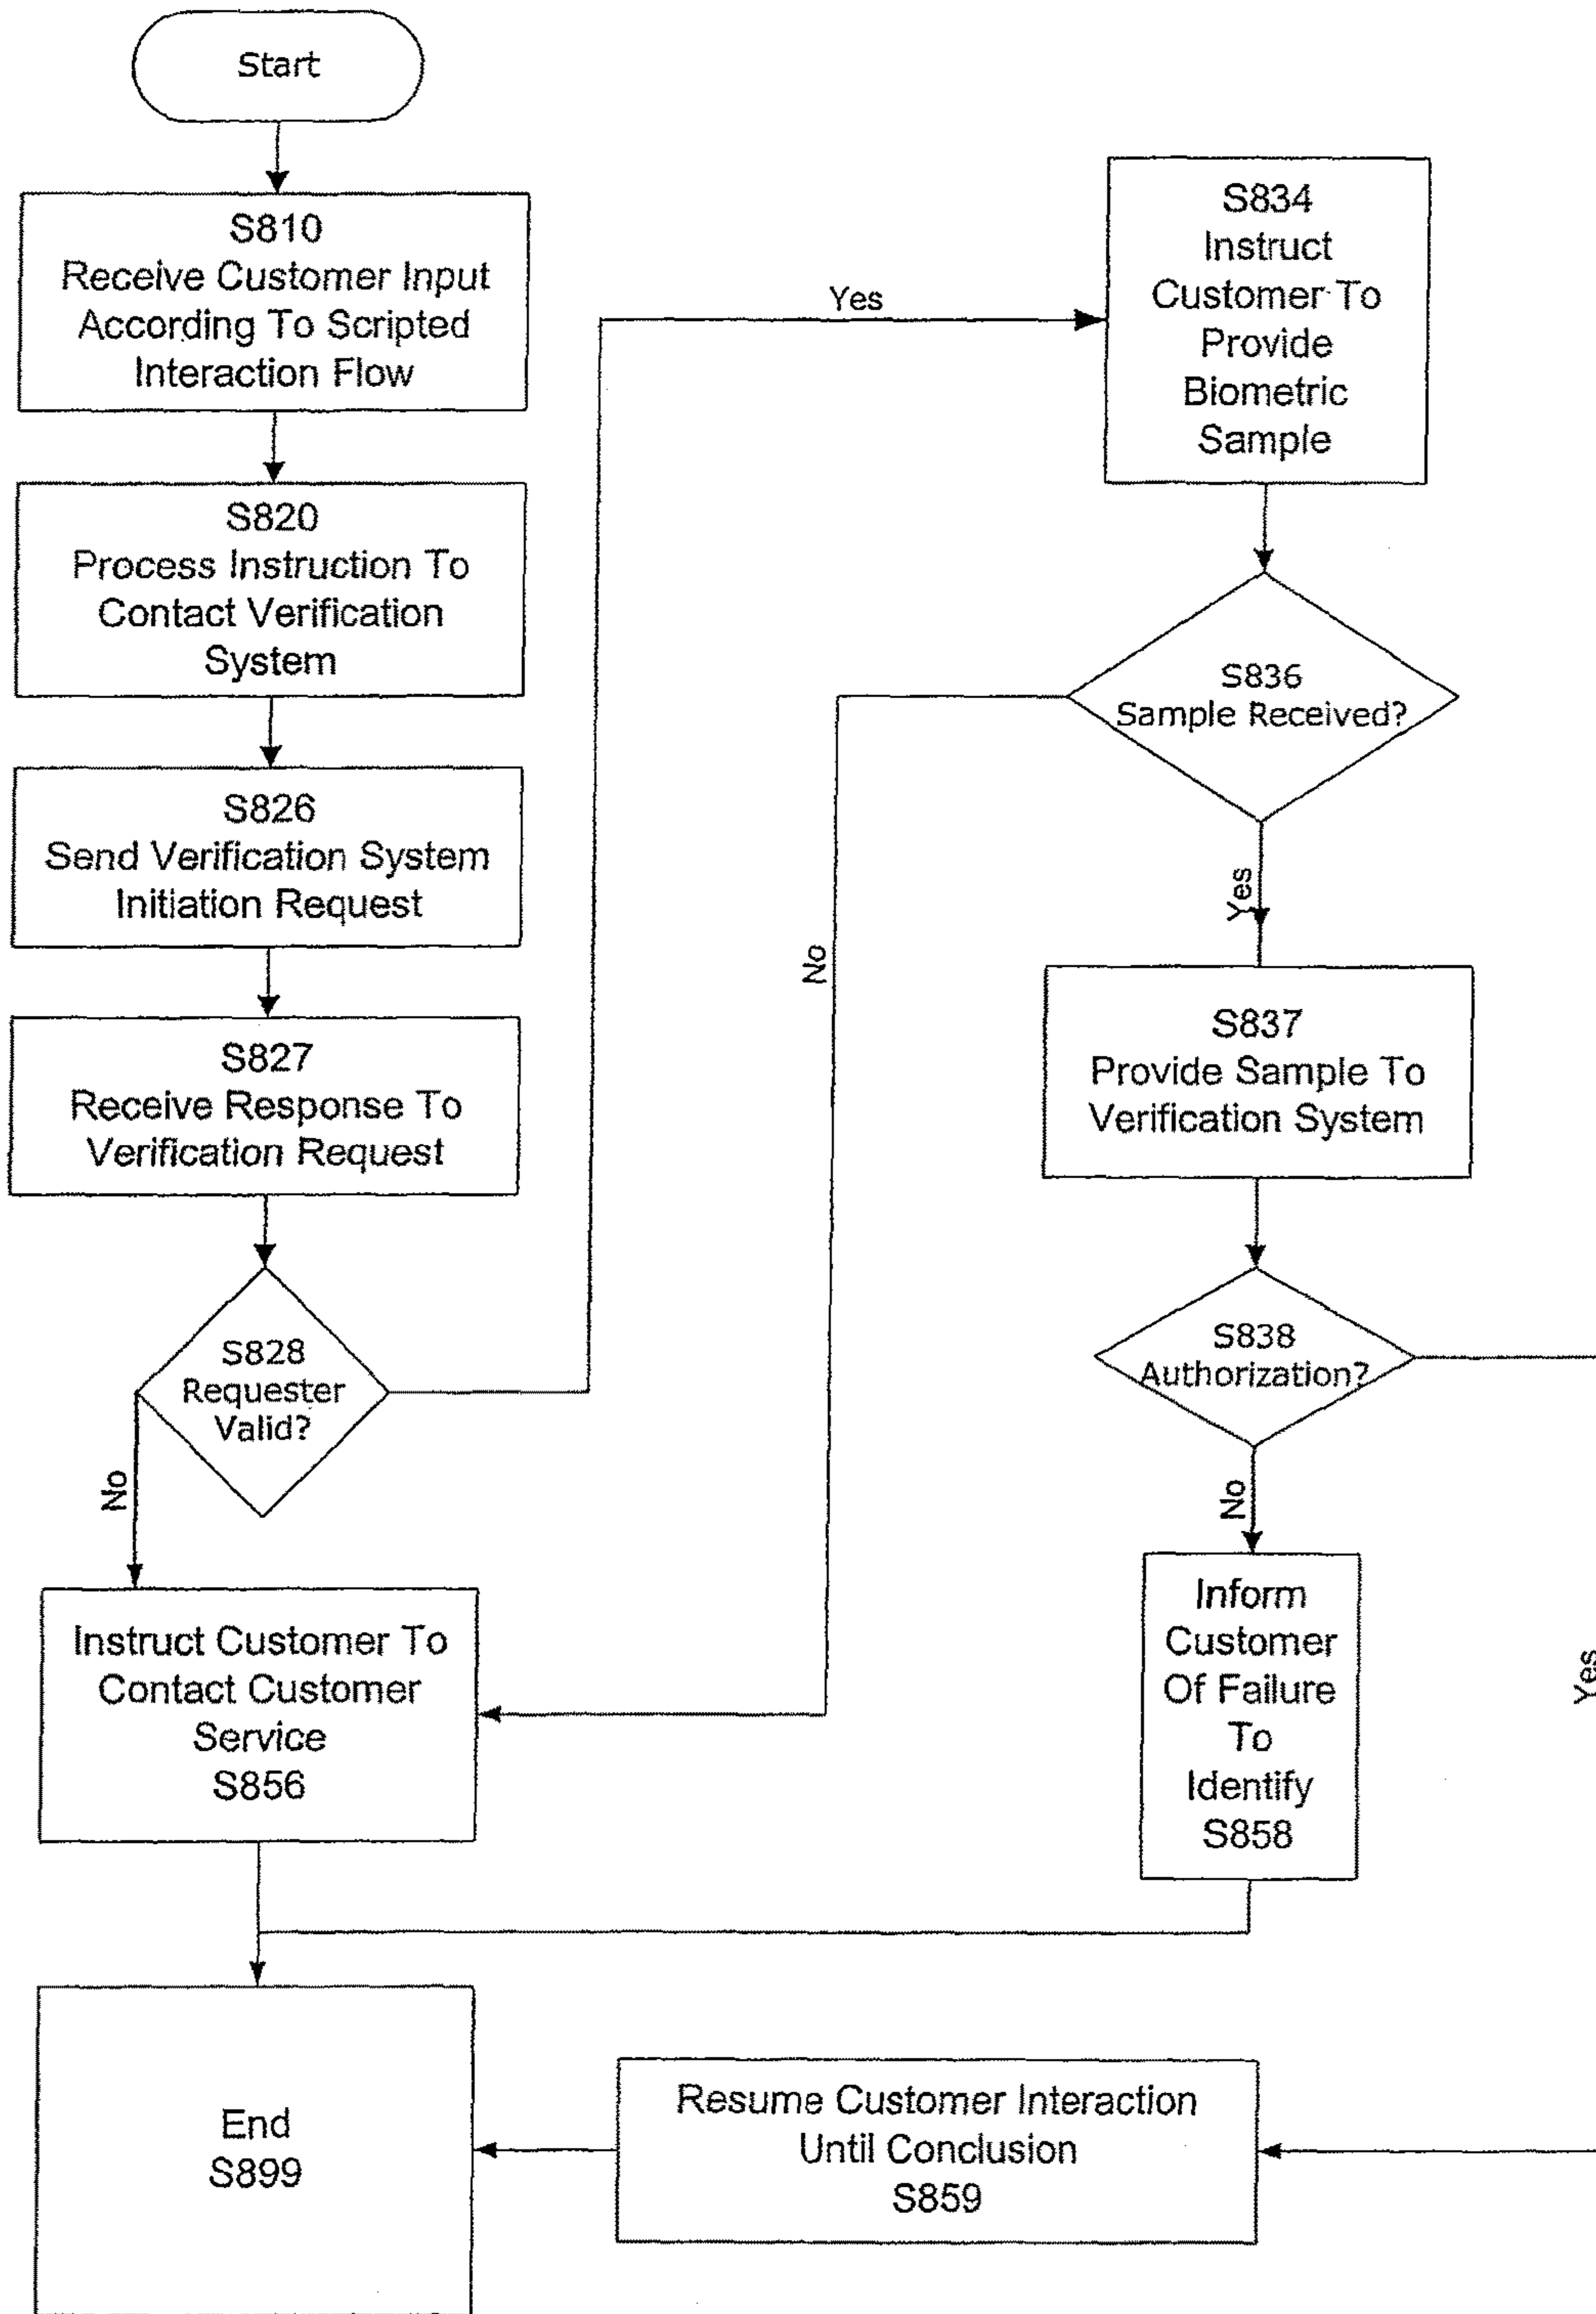 Start
S810
Receive Customer Input
According To Scripted
Interaction Flow
S820
Process Instruction To
Contact Verification
System
S826
Send Verification System
Initiation Request
S827
Receive Response To
Verification Request
S828
Requester
Valid?
No
Yes
Instruct Customer To
Contact Customer
Service
S856
S834
Instruct
Customer To
Provide
Biometric
Sample
S836
Sample Received?
No
Yes
S837
Provide Sample To
Verification System
S838
Authorization?
No
Yes
Inform
Customer
Of Failure
To
Identify
S858
Resume Customer Interaction
Until Conclusion
S859
End
S899